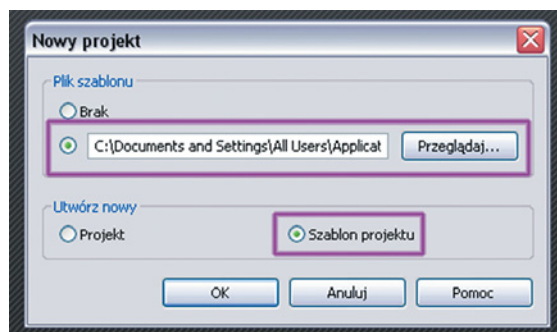 Nowy projekt
Plik szablonu
Brak
C:\Documents and Settings\All Users\Applicat Przeglądaj...
Utwórz nowy
Projekt Szablon projektu
OK Anuluj Pomoc